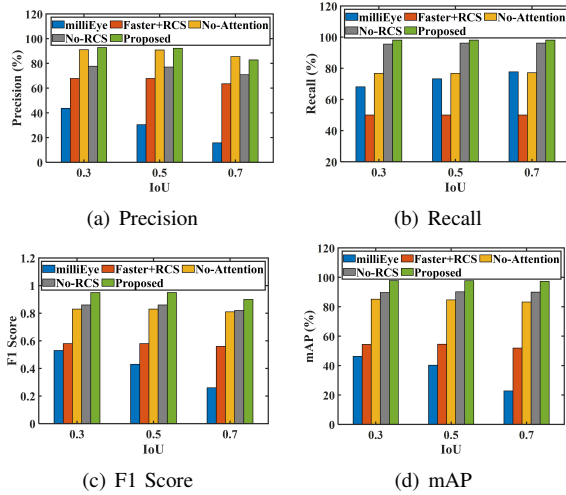 120
100
80
60
40
20
0
Precision (%)
milliEye Faster+RCS No-Attention
No-RCS Proposed
0.3 0.5 0.7
IoU
(a) Precision
120
100
80
60
40
20
Recall (%)
milliEye Faster+RCS No-Attention
No-RCS Proposed
0.3 0.5 0.7
IoU
(b) Recall
1.2
1
0.8
0.6
0.4
0.2
0
F1 Score
milliEye Faster+RCS No-Attention
No-RCS Proposed
0.3 0.5 0.7
IoU
(c) F1 Score
120
100
80
60
40
20
0
mAP (%)
milliEye Faster+RCS No-Attention
No-RCS Proposed
0.3 0.5 0.7
IoU
(d) mAP